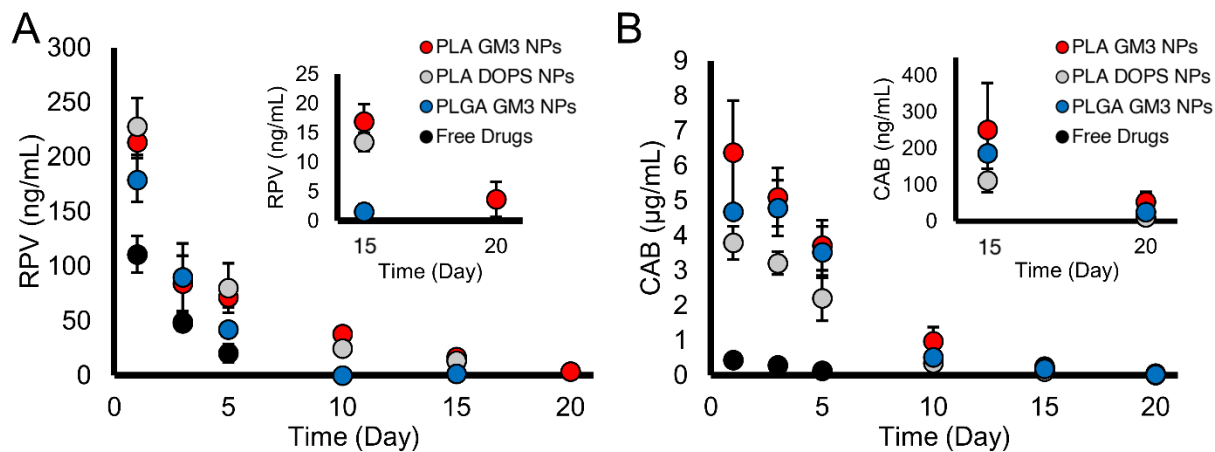 A
RPV (ng/mL)
300
250
200
150
100
50
0
0 5 10 15 20
Time (Day)
PLA GM3 NPs
PLA DOPS NPs
PLGA GM3 NPs
Free Drugs
RPV (ng/mL)
25
20
15
10
5
0
15 20
Time (Day)
B
CAB (μg/mL)
9
8
7
6
5
4
3
2
1
0
0 5 10 15 20
Time (Day)
PLA GM3 NPs
PLA DOPS NPs
PLGA GM3 NPs
Free Drugs
CAB (ng/mL)
400
300
200
100
0
15 20
Time (Day)